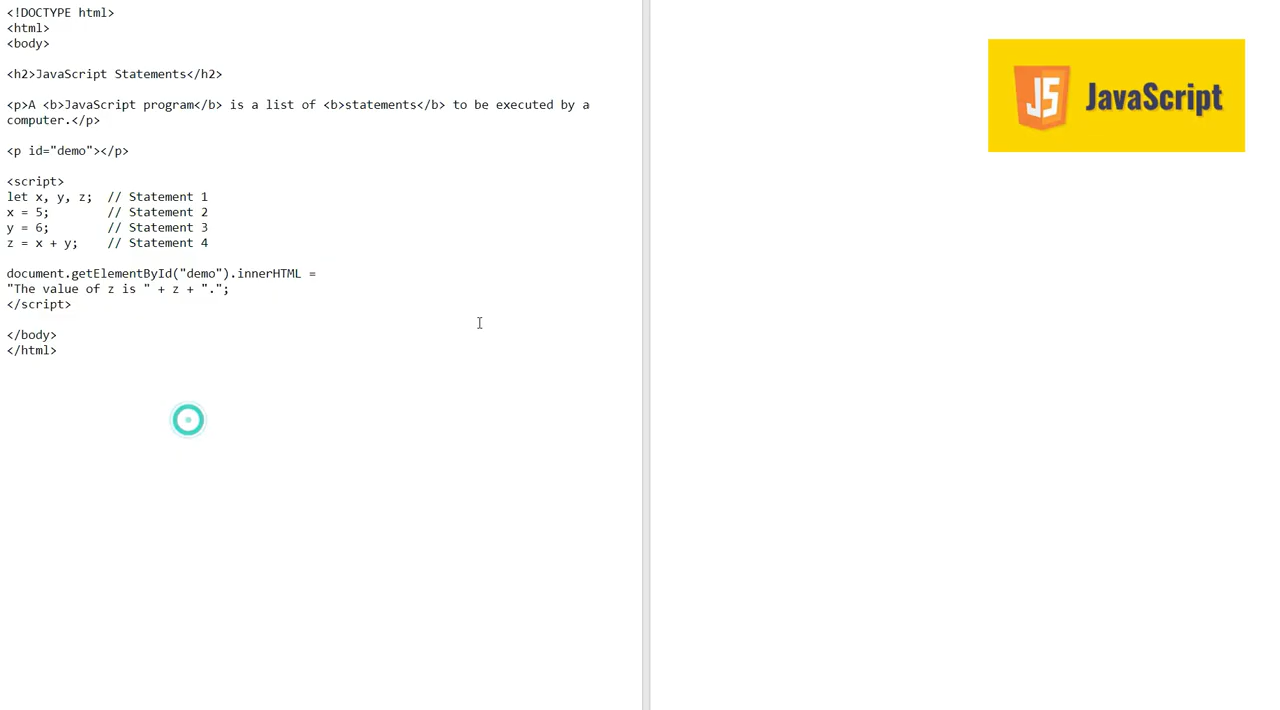 <!DOCTYPE html>
<html>
<body>
<h2>JavaScript Statements</h2>
<p>A <b>JavaScript program</b> is a list of <b>statements</b> to be executed by a
computer.</p>
<p id="demo"></p>
<script>
let x, y, z;  // Statement 1
x = 5;        // Statement 2
y = 6;        // Statement 3
z = x + y;    // Statement 4
document.getElementById("demo").innerHTML =
"The value of z is " + z + ".";
</script>
</body>
</html>
JS JavaScript